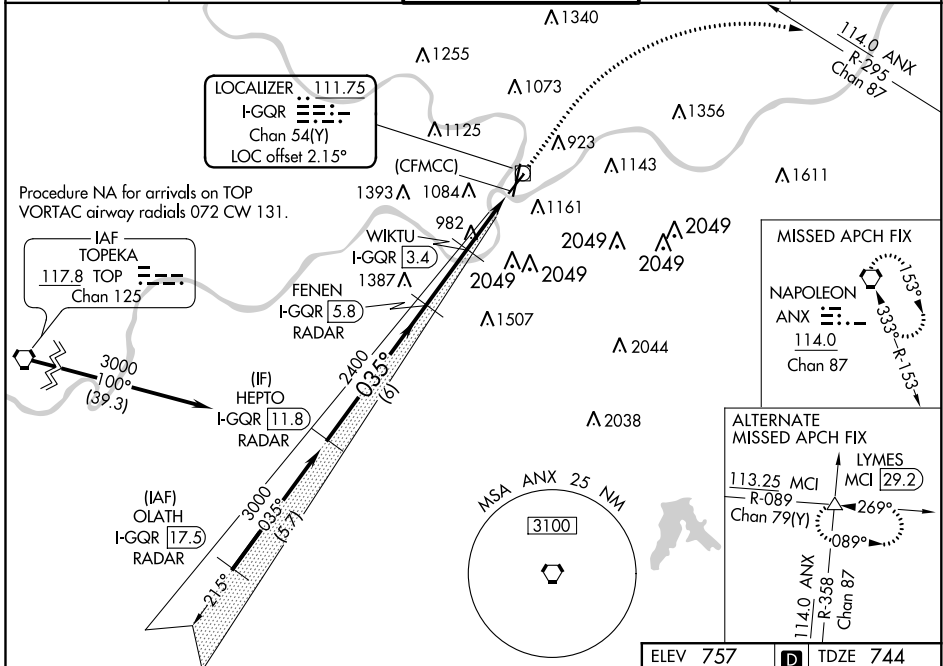 1340
1255
114.0 ANX
R-295
Chan 87
LOCALIZER 111.75
I-GQR
Chan 54(Y)
LOC offset 2.15°
1073
1356
1125
923
(CFMCC)
1143
1393
1084
1611
Procedure NA for arrivals on TOP
VORTAC airway radials 072 CW 131.
1161
982
IAF
TOPEKA
117.8 TOP
Chan 125
WIKTU
I-GQR 3.4
2049
2049
2049
2049
2049
1387
MISSED APCH FIX
NAPOLEON
ANX
114.0
Chan 87
153°
333°
R-153
FENEN
I-GQR 5.8
RADAR
1507
2044
3000
100°
(39.3)
2400
035°
(6)
(IF)
HEPTO
I-GQR 11.8
RADAR
2038
ALTERNATE
MISSED APCH FIX
LYMES
MCI 29.2
113.25 MCI
R-089
Chan 79(Y)
269°
089°
114.0 ANX
R-358
Chan 87
MSA ANX 25 NM
3100
3000
035°
(5.7)
(IAF)
OLATH
I-GQR 17.5
RADAR
215°
ELEV 757 D TDZE 744